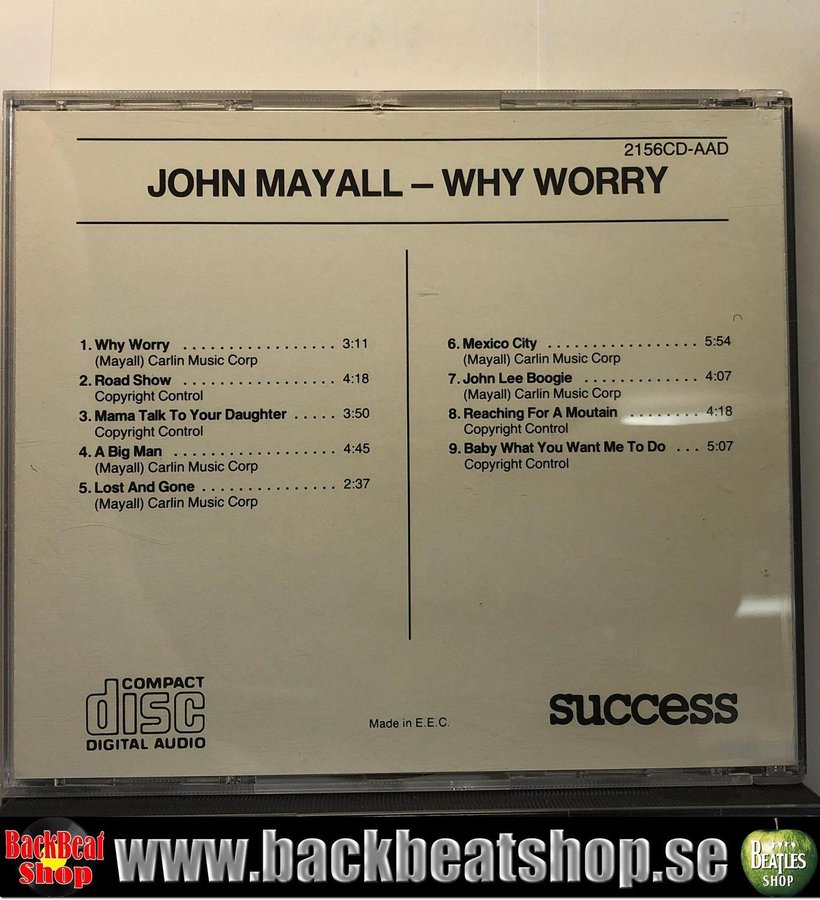 2156CD-AAD
JOHN MAYALL – WHY WORRY
1. Why Worry . . . . . . . . . . . . . . . . . 3:11
(Mayall) Carlin Music Corp
2. Road Show . . . . . . . . . . . . . . . . . 4:18
Copyright Control
3. Mama Talk To Your Daughter . . . . . 3:50
Copyright Control
4. A Big Man . . . . . . . . . . . . . . . . . . 4:45
(Mayall) Carlin Music Corp
5. Lost And Gone . . . . . . . . . . . . . . . 2:37
(Mayall) Carlin Music Corp
6. Mexico City . . . . . . . . . . . . . . . . . 5:54
(Mayall) Carlin Music Corp
7. John Lee Boogie . . . . . . . . . . . . . 4:07
(Mayall) Carlin Music Corp
8. Reaching For A Moutain . . . . . . . . 4:18
Copyright Control
9. Baby What You Want Me To Do . . . 5:07
Copyright Control
COMPACT
disc
DIGITAL AUDIO
Made in E.E.C.
success
BackBeat
Shop
www.backbeatshop.se
BEATLES
SHOP